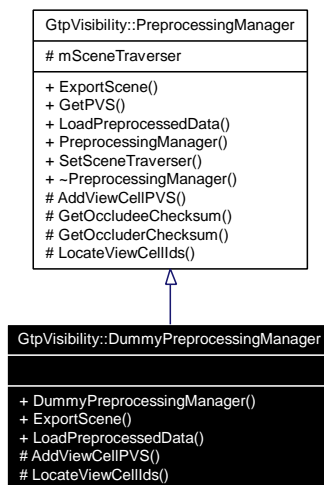 GtpVisibility::PreprocessingManager
# mSceneTraverser
+ ExportScene()
+ GetPVS()
+ LoadPreprocessedData()
+ PreprocessingManager()
+ SetSceneTraverser()
+ ~PreprocessingManager()
# AddViewCellPVS()
# GetOccludeeChecksum()
# GetOccluderChecksum()
# LocateViewCellIds()
GtpVisibility::DummyPreprocessingManager
+ DummyPreprocessingManager()
+ ExportScene()
+ LoadPreprocessedData()
# AddViewCellPVS()
# LocateViewCellIds()